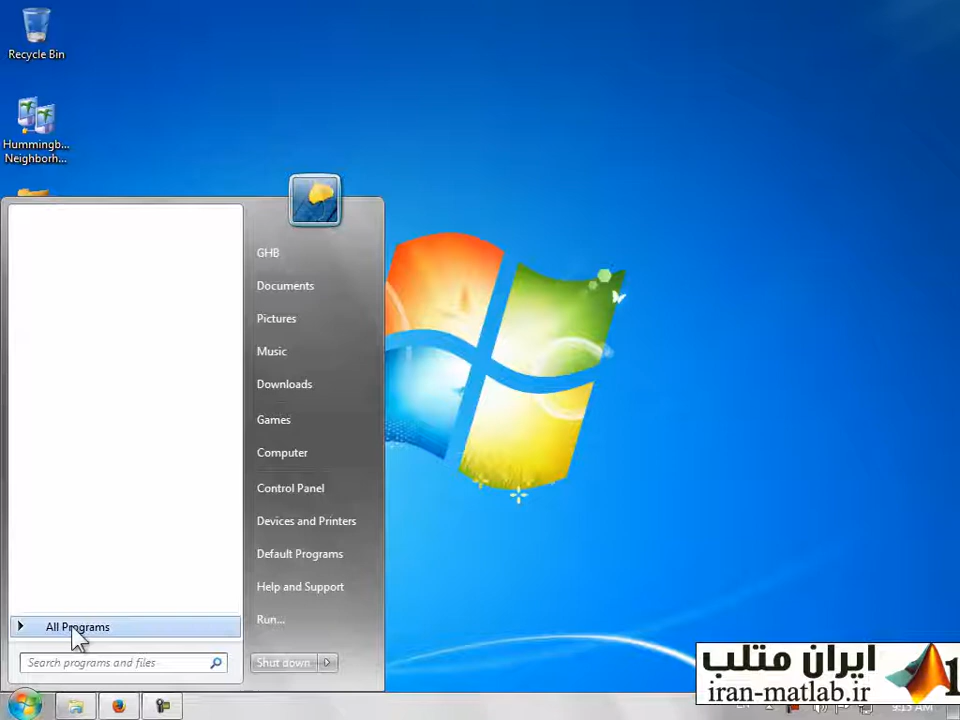 Recycle Bin
Hummingb...
Neighborh...
GHB
Documents
Pictures
Music
Downloads
Games
Computer
Control Panel
Devices and Printers
Default Programs
Help and Support
Run...
All Programs
Search programs and files
Shut down
ایران متلب
iran-matlab.ir
1